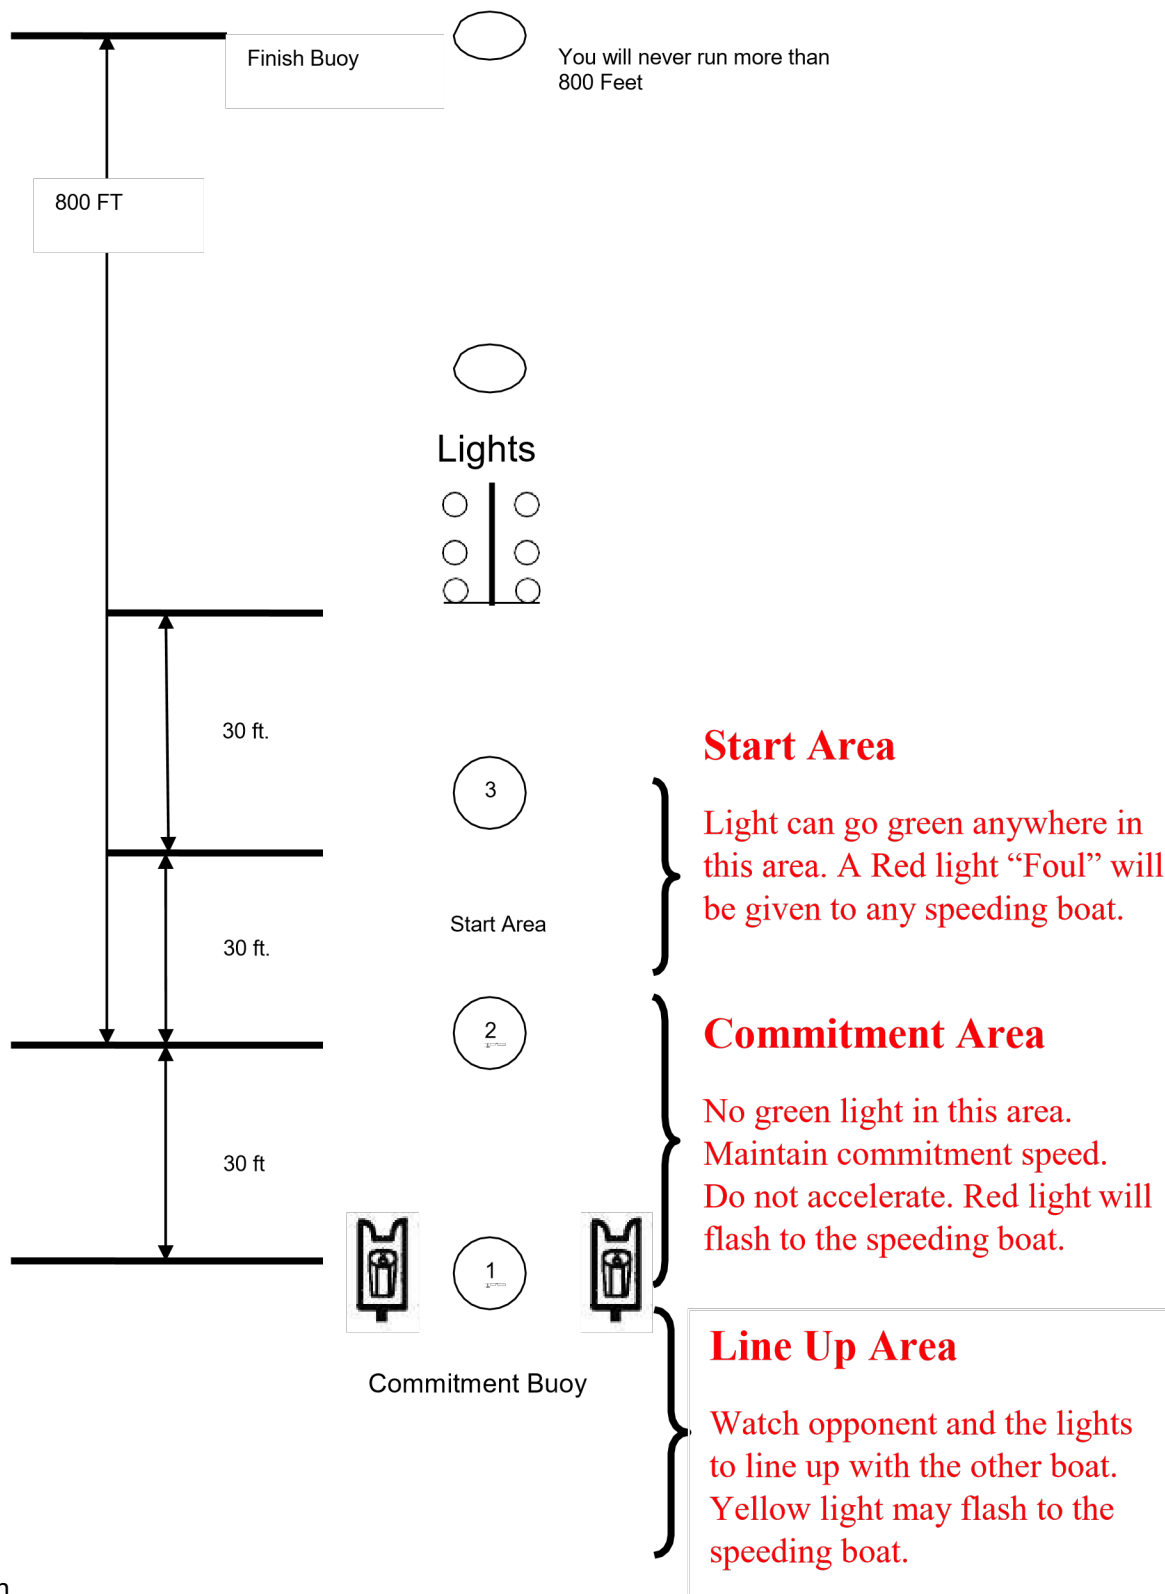 Finish Buoy
You will never run more than
800 Feet
800 FT
Lights
30 ft.
3
Start Area
Light can go green anywhere in
this area. A Red light “Foul” will
be given to any speeding boat.
30 ft.
Start Area
2
Commitment Area
No green light in this area.
Maintain commitment speed.
Do not accelerate. Red light will
flash to the speeding boat.
30 ft
1
Commitment Buoy
Line Up Area
Watch opponent and the lights
to line up with the other boat.
Yellow light may flash to the
speeding boat.